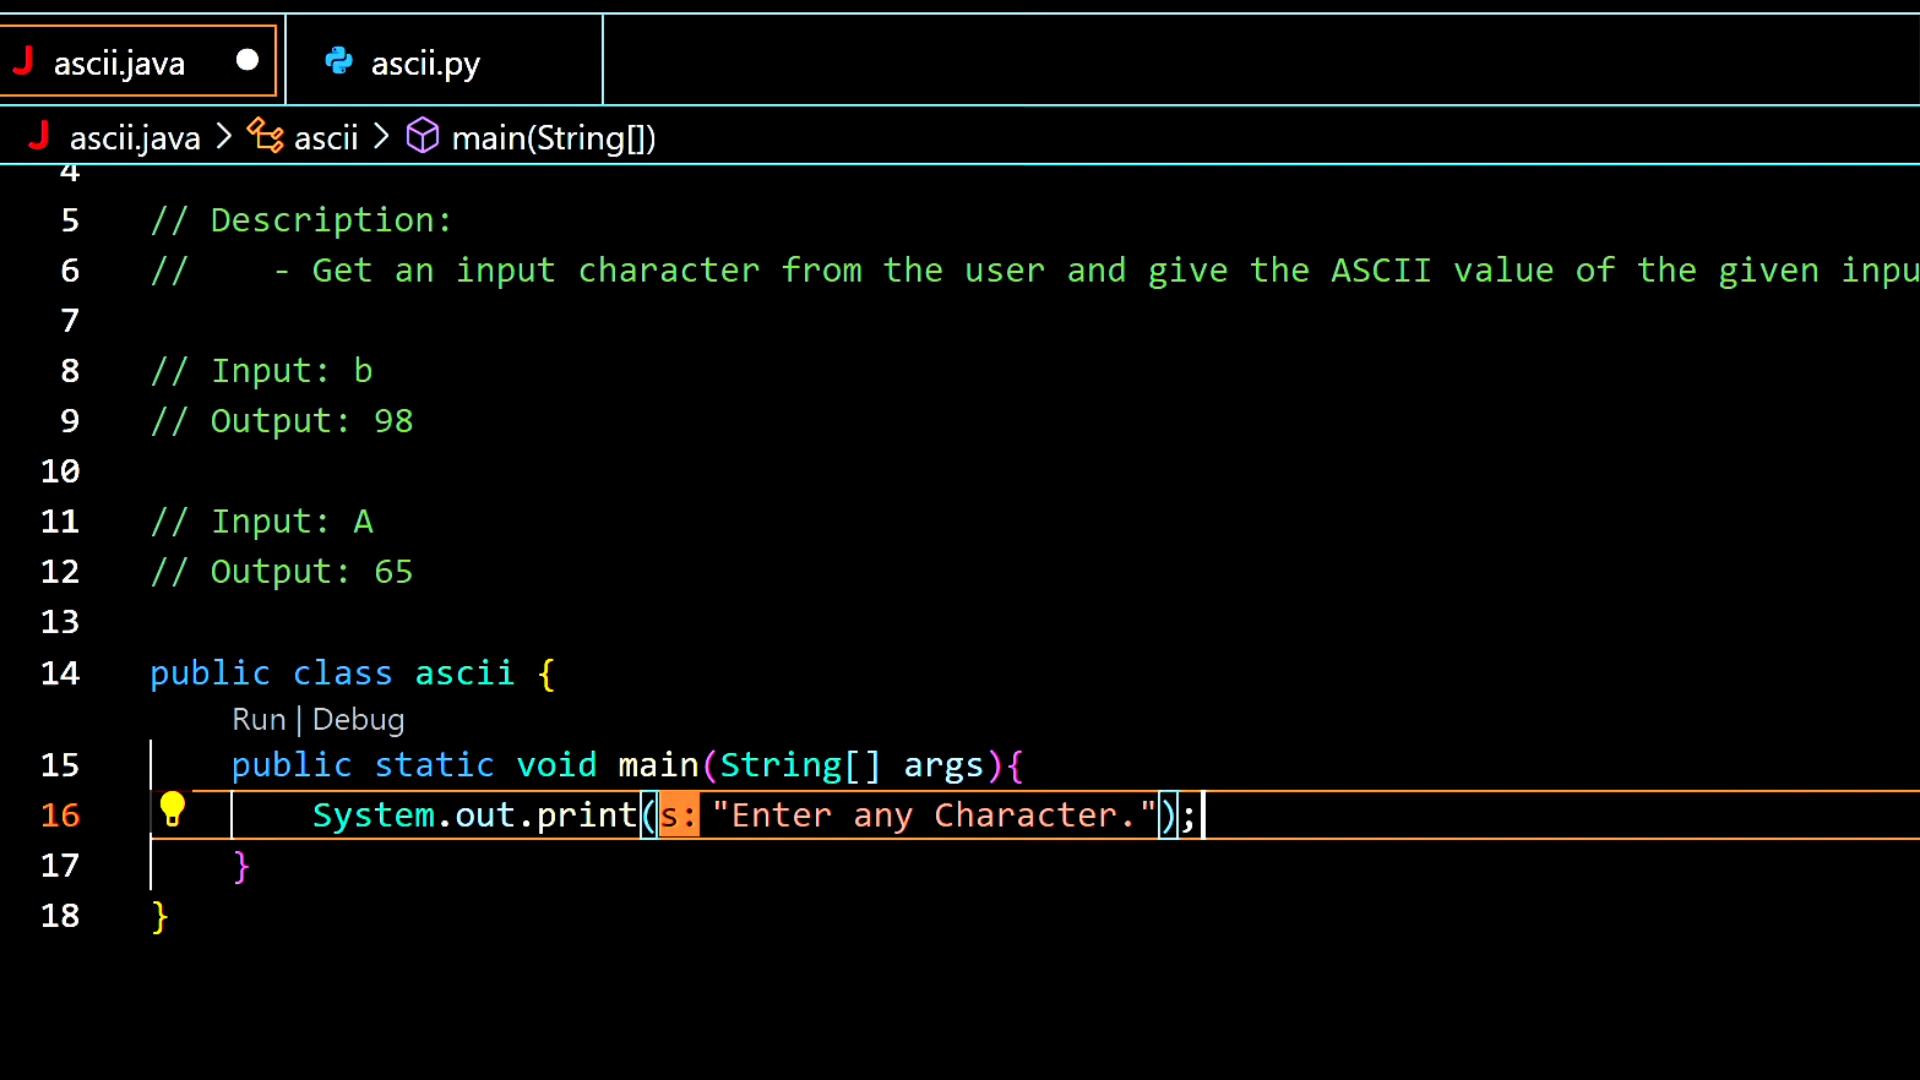 ascii.java ascii.py
ascii.java > ascii > main(String[])
4
5 // Description:
6 //    - Get an input character from the user and give the ASCII value of the given inpu
7
8 // Input: b
9 // Output: 98
10
11 // Input: A
12 // Output: 65
13
14 public class ascii {
Run | Debug
15 public static void main(String[] args){
16 System.out.print(s: "Enter any Character.");
17 }
18 }